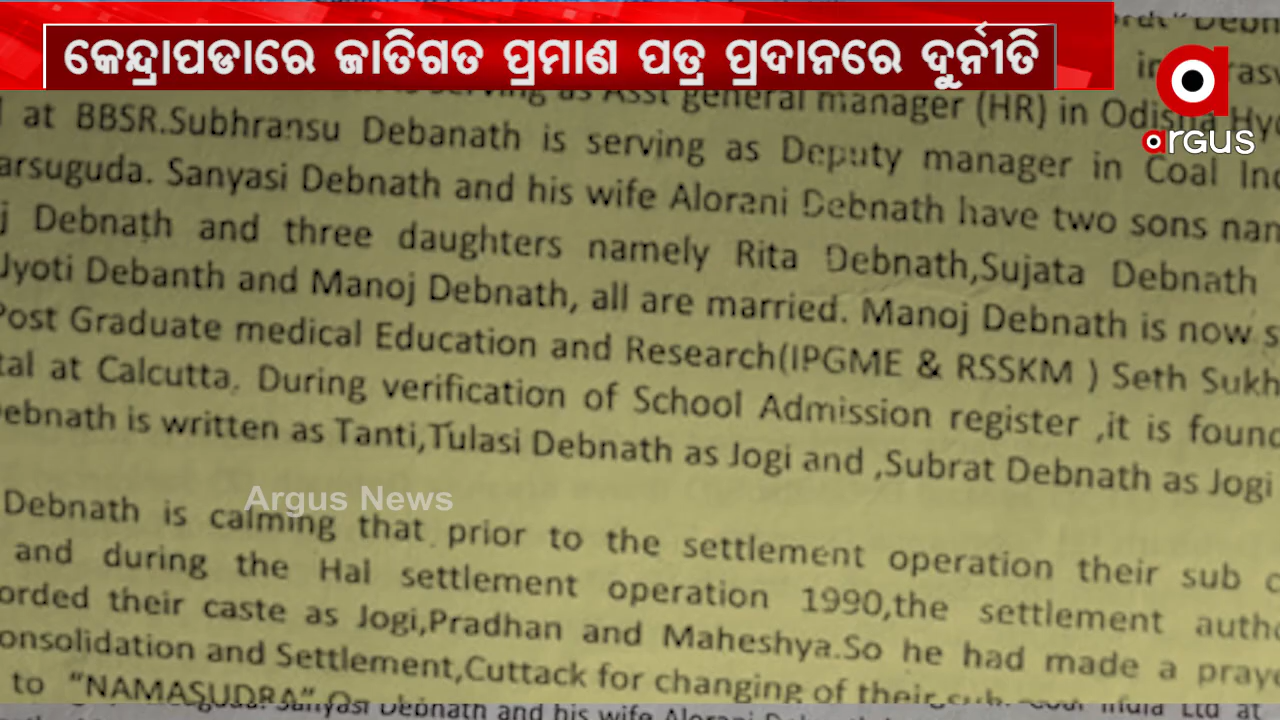 କେନ୍ଦ୍ରାପଡାରେ ଜାତିଗତ ପ୍ରମାଣ ପତ୍ର ପ୍ରଦାନରେ ଦୁର୍ନୀତି
argus
serving as Asst general manager (HR) in Odisha
at BBSR.Subhransu Debanath is serving as Deputy manager in Coal
arsuguda. Sanyasi Debnath and his wife Alorani Debnath have two sons
j Debnath and three daughters namely Rita Debnath,Sujata Debnath
Jyoti Debanth and Manoj Debnath, all are married. Manoj Debnath is now s
Post Graduate medical Education and Research(IPGME & RSSKM ) Seth Sukh
tal at Calcutta. During verification of School Admission register ,it is found
Debnath is written as Tanti,Tulasi Debnath as Jogi and ,Subrat Debnath as Jogi
Argus News
Debnath is calming that prior to the settlement operation their sub
and during the Hal settlement operation 1990,the settlement autho
orded their caste as Jogi,Pradhan and Maheshya.So he had made a praye
onsolidation and Settlement,Cuttack for changing of their sub
to "NAMASUDRA".
Debnath and his wife
India Ltd at